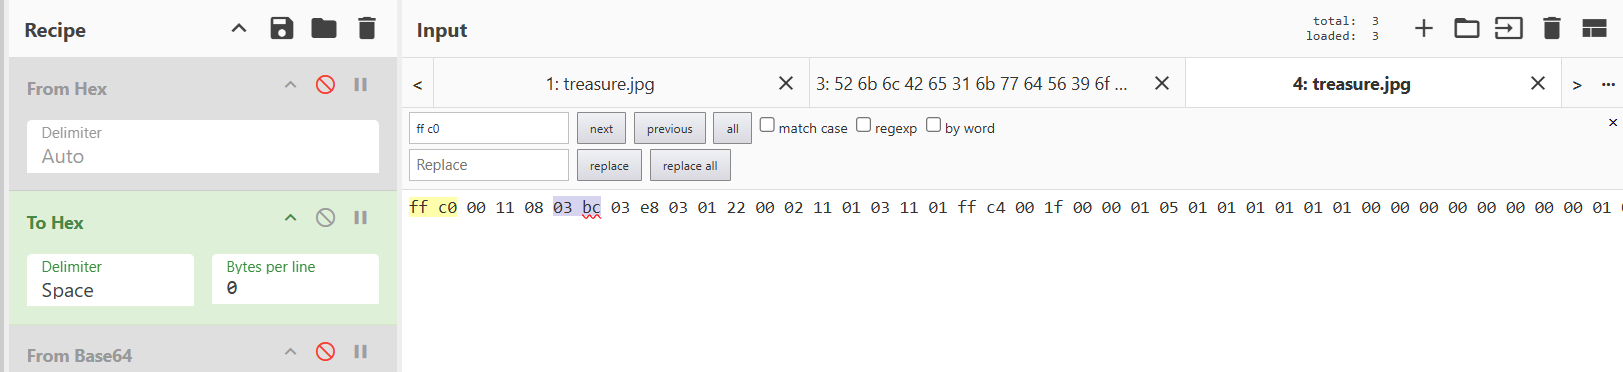 Recipe
From Hex
Delimiter
Auto
To Hex
Delimiter
Space
Bytes per line
0
From Base64
Input
total: 3
loaded: 3
< 1: treasure.jpg 3: 52 6b 6c 42 65 31 6b 77 64 56 39 6f ... 4: treasure.jpg > ...
ff c0 next previous all match case regexp by word ×
Replace replace replace all
ff c0 00 11 08 03 bc 03 e8 03 01 22 00 02 11 01 03 11 01 ff c4 00 1f 00 00 01 05 01 01 01 01 01 01 00 00 00 00 00 00 00 00 01